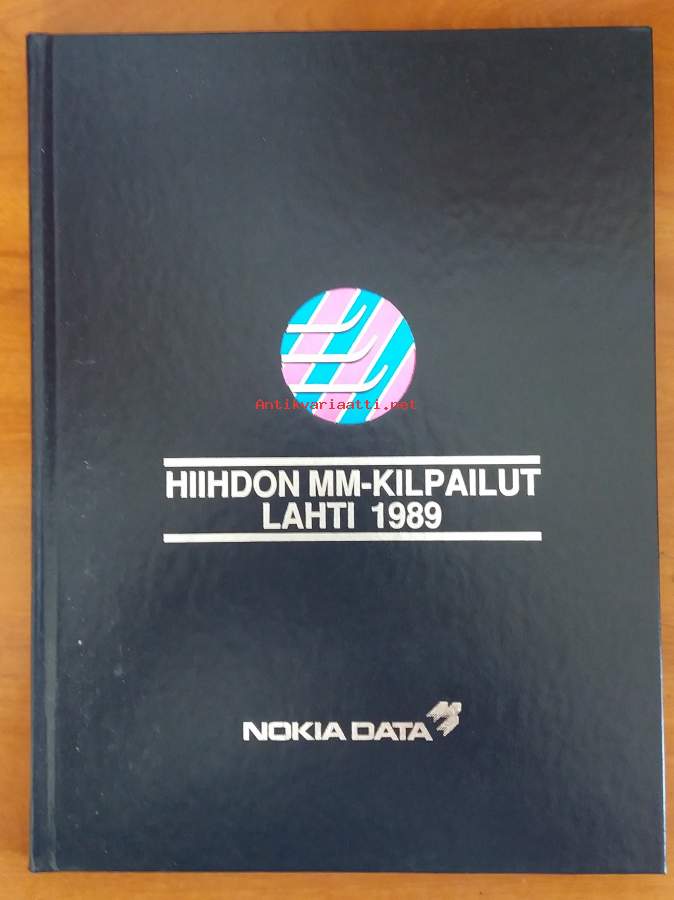 Antikvariaatti.net
HIIHDON MM-KILPAILUT
LAHTI 1989
NOKIA DATA